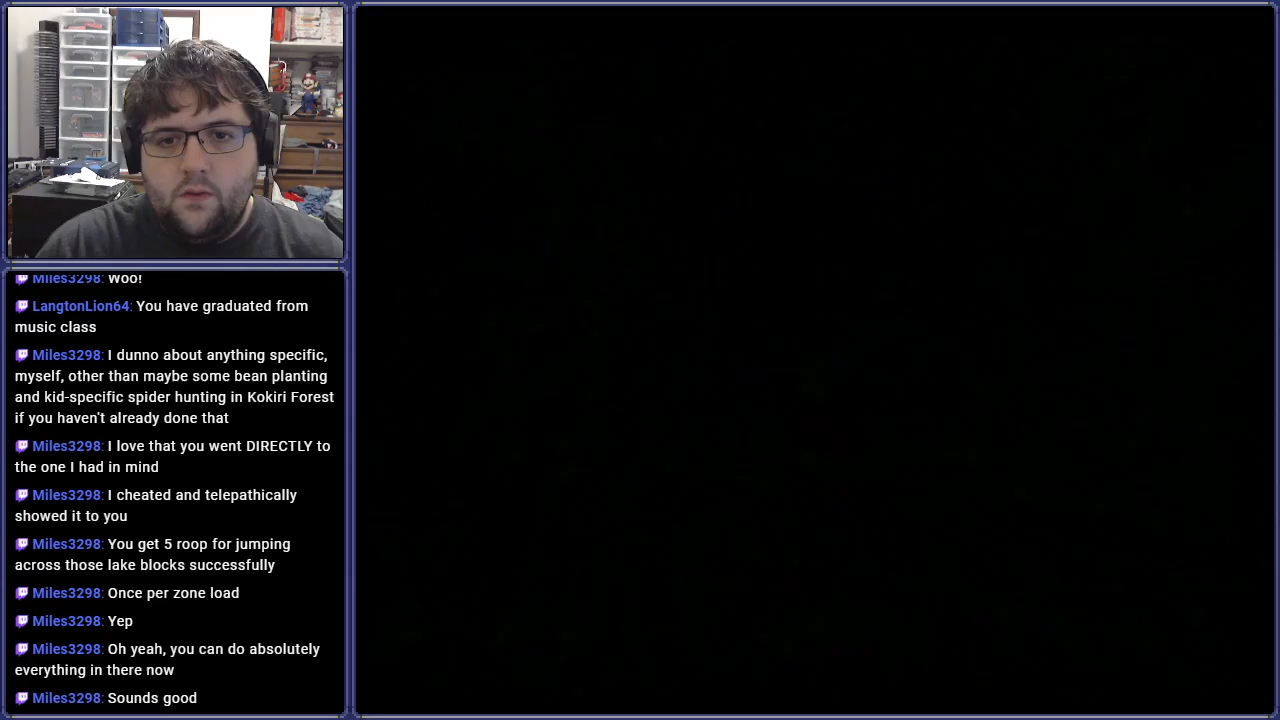 Miles3298: Woo!
LangtonLion64: You have graduated from
music class
Miles3298: I dunno about anything specific,
myself, other than maybe some bean planting
and kid-specific spider hunting in Kokiri Forest
if you haven't already done that
Miles3298: I love that you went DIRECTLY to
the one I had in mind
Miles3298: I cheated and telepathically
showed it to you
Miles3298: You get 5 roop for jumping
across those lake blocks successfully
Miles3298: Once per zone load
Miles3298: Yep
Miles3298: Oh yeah, you can do absolutely
everything in there now
Miles3298: Sounds good